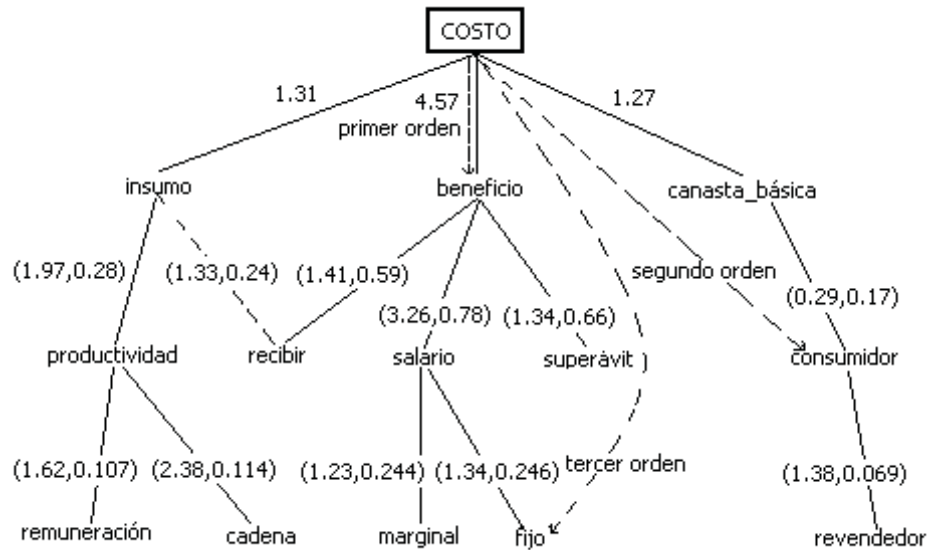 COSTO
1.31
4.57
1.27
primer orden
insumo
beneficio
canasta_básica
segundo orden
(1.97,0.28)
(1.33,0.24)
(1.41,0.59)
(0.29,0.17)
(3.26,0.78)
(1.34,0.66)
productividad
recibir
salario
superávit
consumidor
(1.62,0.107)
(2.38,0.114)
(1.23,0.244)
(1.34,0.246)
tercer orden
(1.38,0.069)
remuneración
cadena
marginal
fijo
revendedor